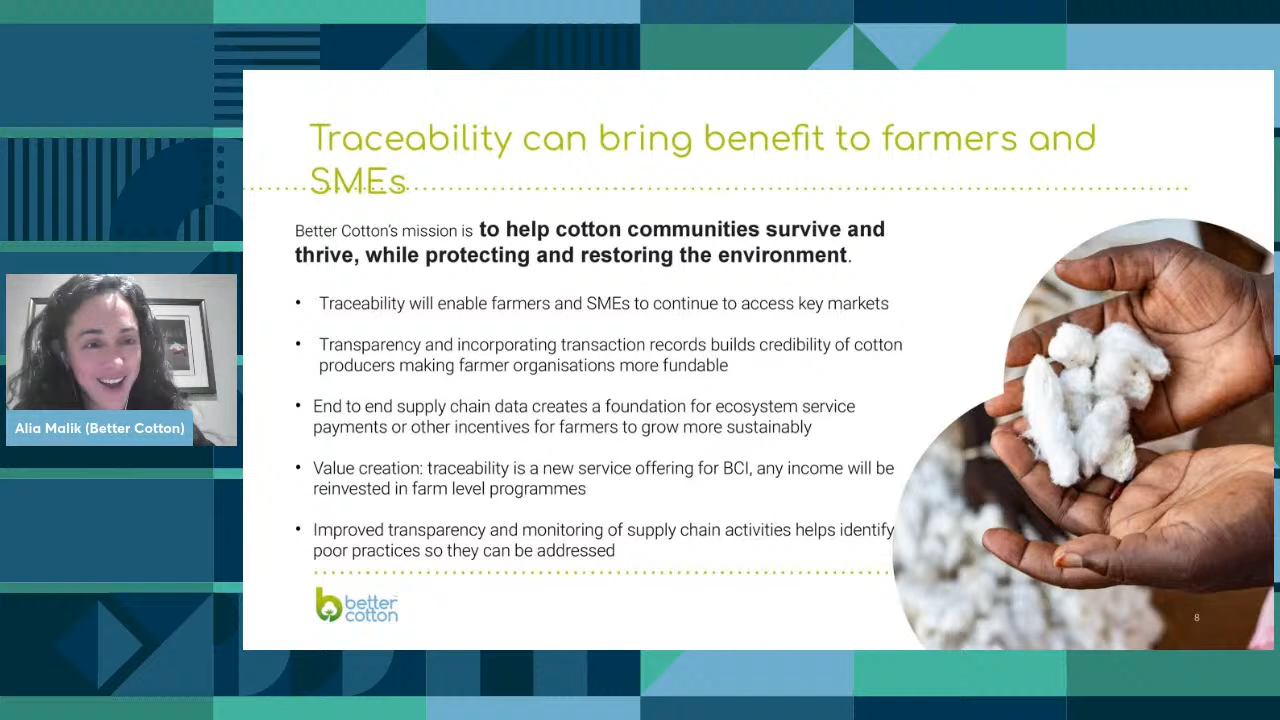 Traceability can bring benefit to farmers and
SMEs
Better Cotton's mission is to help cotton communities survive and
thrive, while protecting and restoring the environment.
• Traceability will enable farmers and SMEs to continue to access key markets
• Transparency and incorporating transaction records builds credibility of cotton
producers making farmer organisations more fundable
• End to end supply chain data creates a foundation for ecosystem service
payments or other incentives for farmers to grow more sustainably
• Value creation: traceability is a new service offering for BCI, any income will be
reinvested in farm level programmes
• Improved transparency and monitoring of supply chain activities helps identify
poor practices so they can be addressed
better
cotton
8
Alia Malik (Better Cotton)